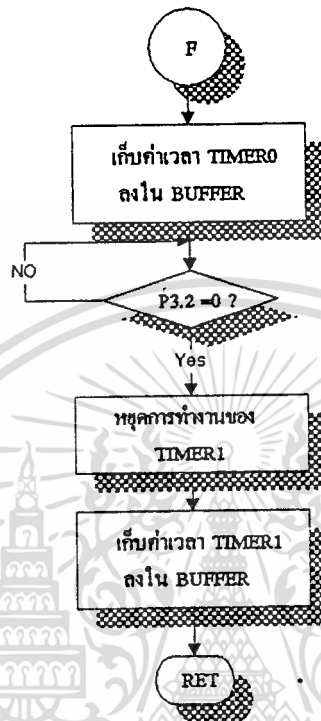 F
เก็บค่าเวลา TIMER0
ลงใน BUFFER
NO
P3.2 =0 ?
Yes
หยุดการทำงานของ
TIMER1
เก็บค่าเวลา TIMER1
ลงใน BUFFER
RET